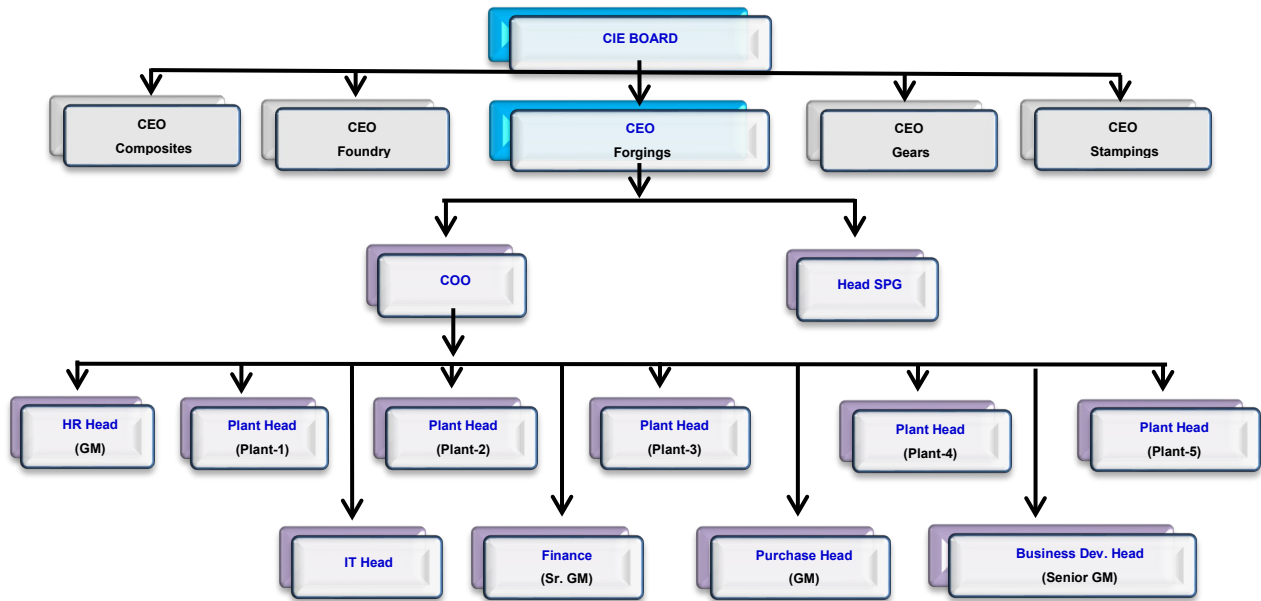 CIE BOARD
CEO
Composites
CEO
Foundry
CEO
Forgings
CEO
Gears
CEO
Stampings
COO
Head SPG
HR Head
(GM)
Plant Head
(Plant-1)
Plant Head
(Plant-2)
Plant Head
(Plant-3)
Plant Head
(Plant-4)
Plant Head
(Plant-5)
IT Head
Finance
(Sr. GM)
Purchase Head
(GM)
Business Dev. Head
(Senior GM)